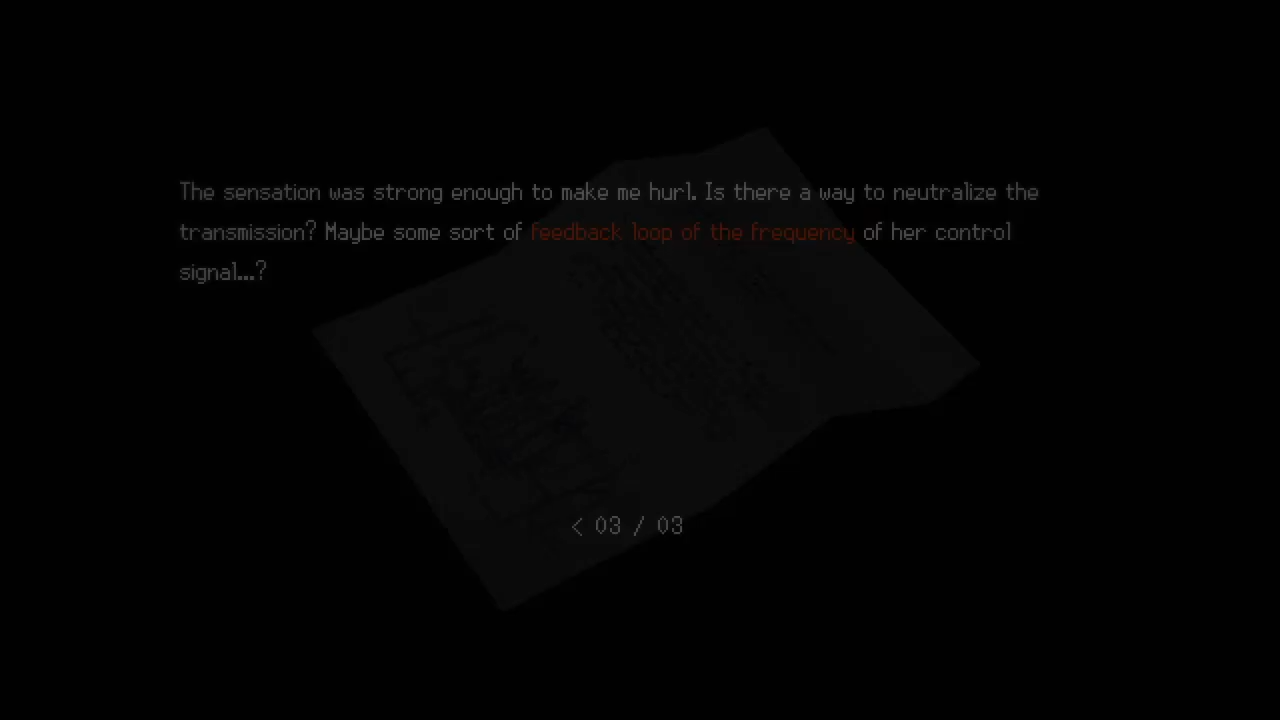 The sensation was strong enough to make me hurl. Is there a way to neutralize the
transmission? Maybe some sort of feedback loop of the frequency of her control
signal...?
< 03 / 03